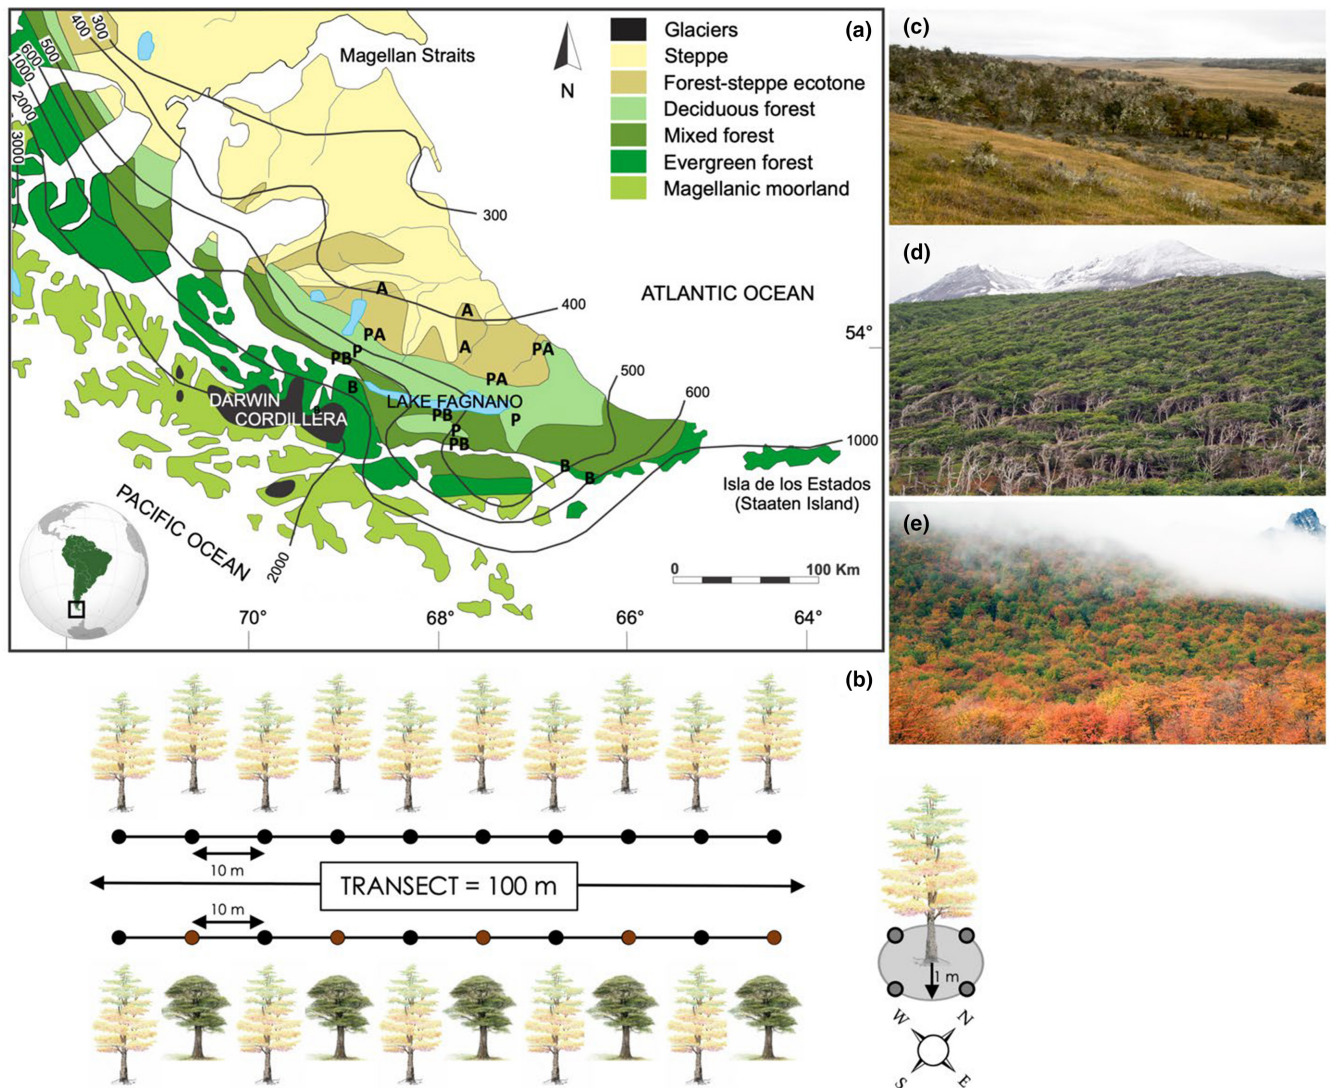 (a)
Glaciers
Steppe
Forest-steppe ecotone
Deciduous forest
Mixed forest
Evergreen forest
Magellanic moorland
N
Magellan Straits
300
400
500
600
1000
2000
3000
300
ATLANTIC OCEAN
400
54°
A
A
PA
A
PA
P
PB
B
PA
500
600
DARWIN
CORDILLERA
B
LAKE FAGNANO
PB
P
P
PB
B
B
1000
Isla de los Estados
(Staaten Island)
PACIFIC OCEAN
2000
0
100 Km
70°
68°
66°
64°
(b)
10 m
TRANSECT = 100 m
10 m
1 m
W
N
S
E
(c)
(d)
(e)